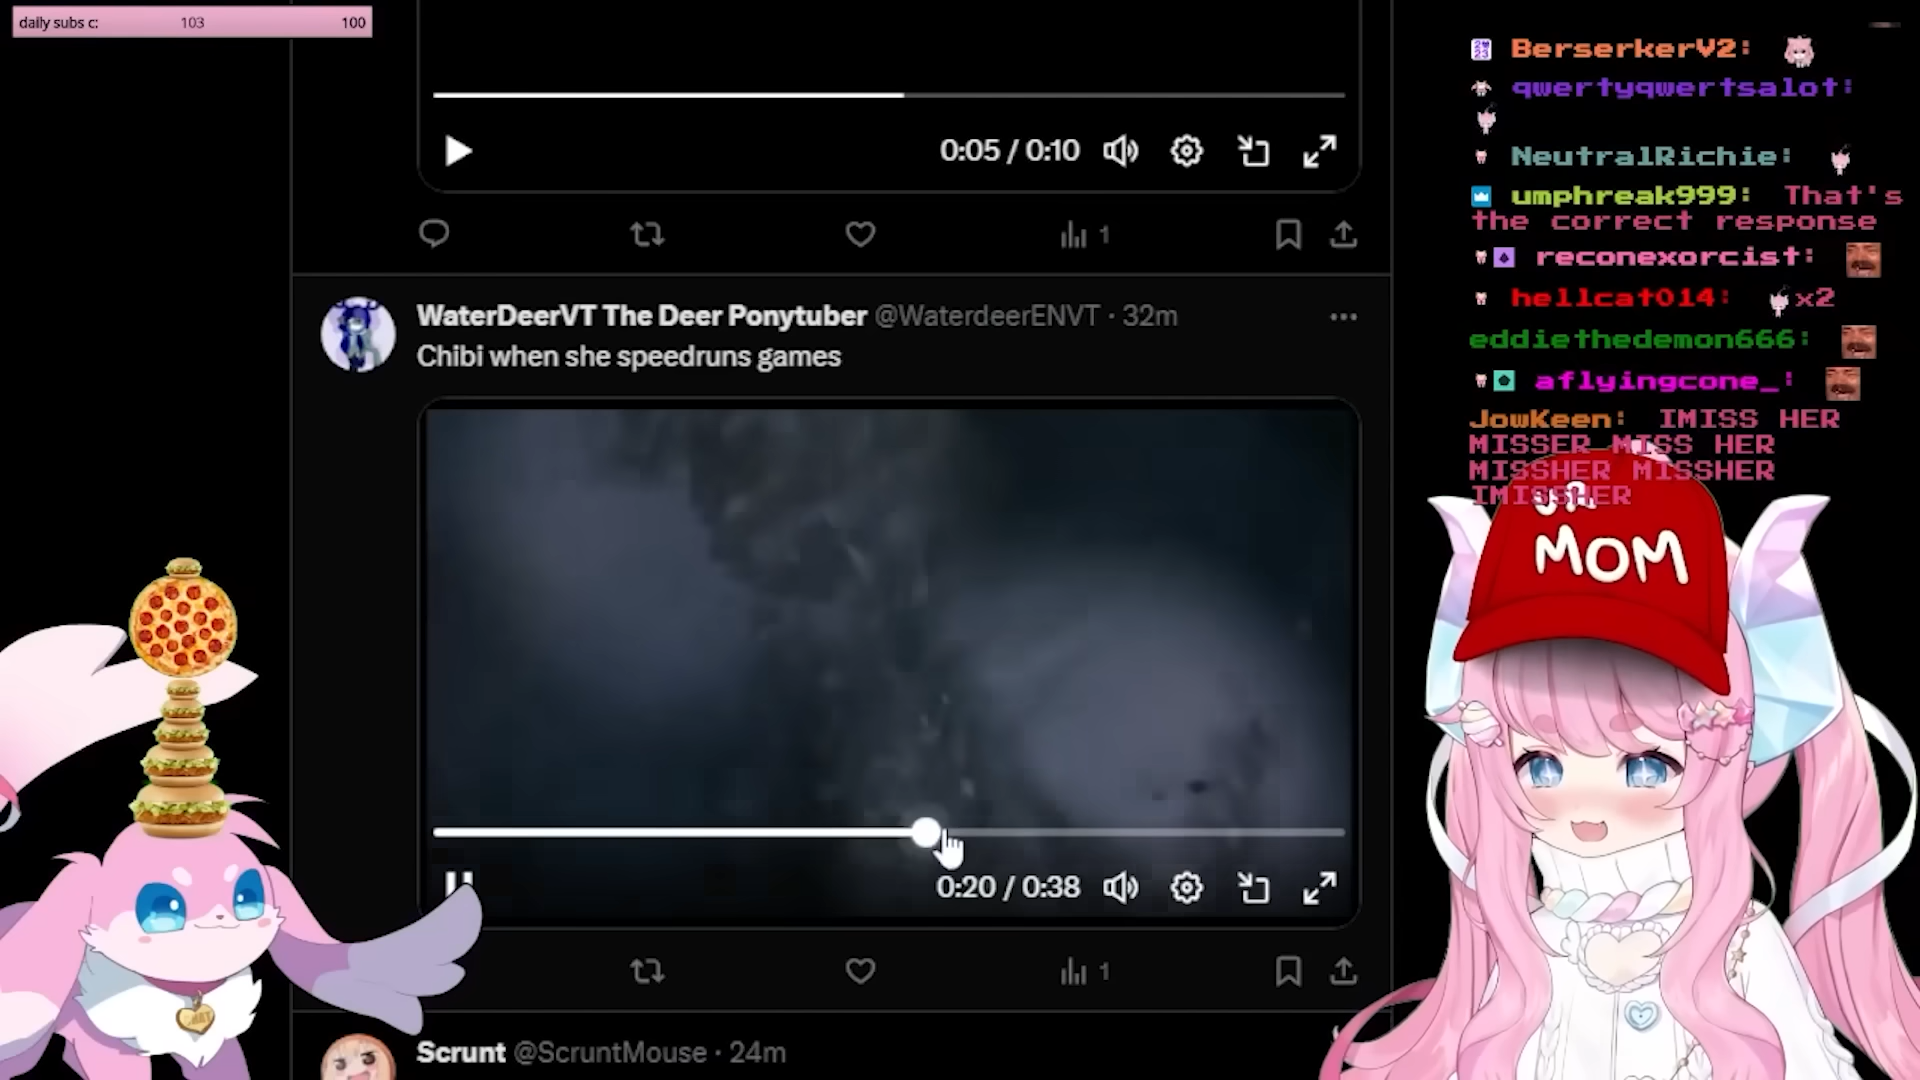 daily subs c: 103 100
0:05 / 0:10
1
WaterDeerVT The Deer Ponytuber @WaterdeerENVT · 32m
Chibi when she speedruns games
0:20 / 0:38
1
Scrunt @ScruntMouse · 24m
BerserkerV2:
qwertyqwertsalot:
NeutralRichie:
umphreak999: That's
the correct response
reconexorcist:
hellcat014: x2
eddiethedemon666:
aflyingcone_:
JowKeen: IMISS HER
MISSER MISS HER
MISSHER MISSHER
IMISSHER
MOM